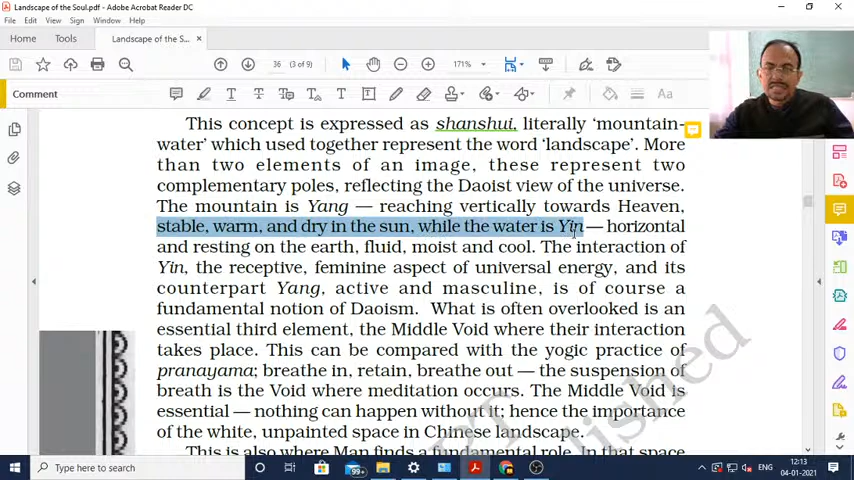 Landscape of the Soul.pdf - Adobe Acrobat Reader DC
File Edit View Sign Window Help
Home Tools Landscape of the S... ×
36 (3 of 9) 171%
Comment
This concept is expressed as shanshui, literally ‘mountain-
water’ which used together represent the word ‘landscape’. More
than two elements of an image, these represent two
complementary poles, reflecting the Daoist view of the universe.
The mountain is Yang — reaching vertically towards Heaven,
stable, warm, and dry in the sun, while the water is Yin — horizontal
and resting on the earth, fluid, moist and cool. The interaction of
Yin, the receptive, feminine aspect of universal energy, and its
counterpart Yang, active and masculine, is of course a
fundamental notion of Daoism. What is often overlooked is an
essential third element, the Middle Void where their interaction
takes place. This can be compared with the yogic practice of
pranayama; breathe in, retain, breathe out — the suspension of
breath is the Void where meditation occurs. The Middle Void is
essential — nothing can happen without it; hence the importance
of the white, unpainted space in Chinese landscape.
This is also where Man finds a fundamental role. In that space
Type here to search
99+
ENG
12:13
04-01-2021